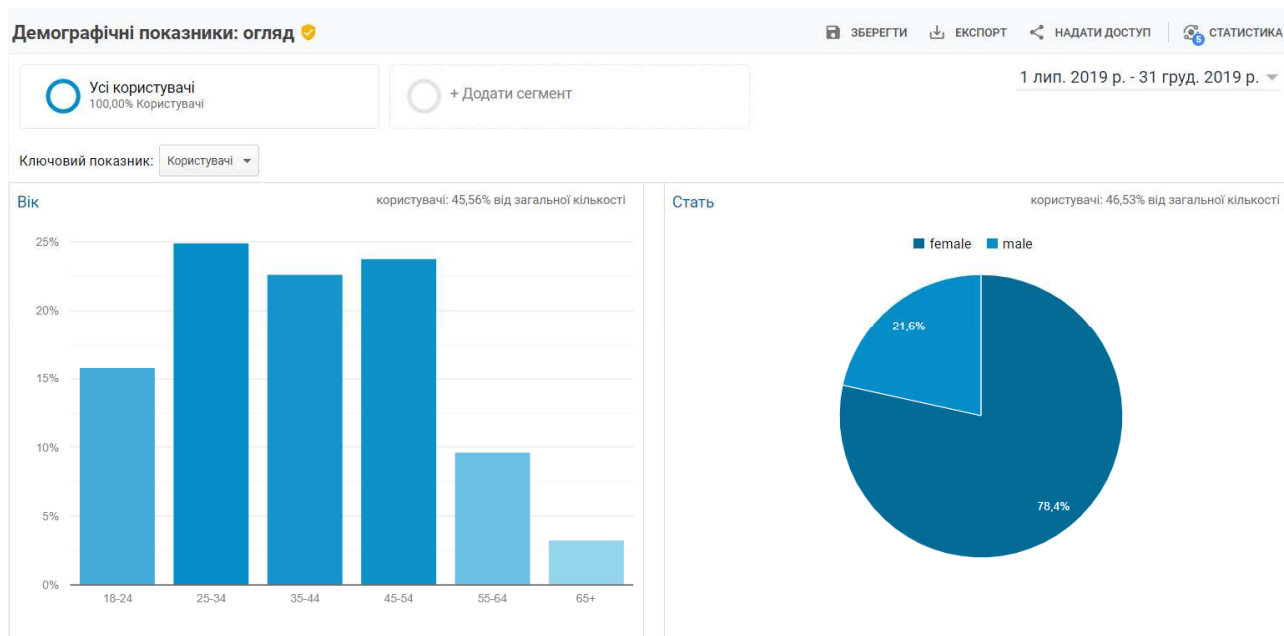 Демографічні показники: огляд
ЗБЕРЕГТИ
ЕКСПОРТ
НАДАТИ ДОСТУП
СТАТИСТИКА
5
Усі користувачі
100,00% Користувачі
+ Додати сегмент
1 лип. 2019 р. - 31 груд. 2019 р.
Ключовий показник:
Користувачі
Вік
користувачі: 45,56% від загальної кількості
25%
20%
15%
10%
5%
0%
18-24
25-34
35-44
45-54
55-64
65+
Стать
користувачі: 46,53% від загальної кількості
female
male
21,6%
78,4%